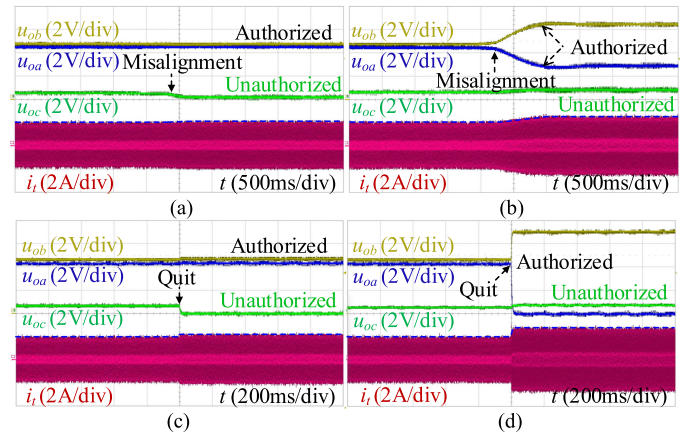 u_ob (2V/div) Authorized
u_oa (2V/div)
Misalignment
Unauthorized
u_oc (2V/div)
i_t (2A/div) t (500ms/div)
(a)
u_ob (2V/div)
u_oa (2V/div) Authorized
Misalignment
u_oc (2V/div) Unauthorized
i_t (2A/div) t (500ms/div)
(b)
u_ob (2V/div) Authorized
u_oa (2V/div)
Quit
Unauthorized
u_oc (2V/div)
i_t (2A/div) t (200ms/div)
(c)
u_ob (2V/div)
Authorized
u_oa (2V/div)
Quit
Unauthorized
u_oc (2V/div)
i_t (2A/div) t (200ms/div)
(d)